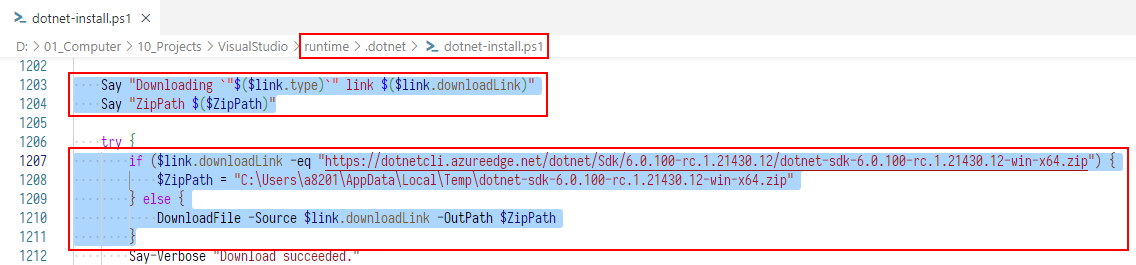 dotnet-install.ps1
D: > 01_Computer > 10_Projects > VisualStudio > runtime > .dotnet > dotnet-install.ps1
1202
1203 Say "Downloading `"$($link.type)`" link $($link.downloadLink)"
1204 Say "ZipPath $($ZipPath)"
1205
1206 try {
1207 if ($link.downloadLink -eq "https://dotnetcli.azureedge.net/dotnet/Sdk/6.0.100-rc.1.21430.12/dotnet-sdk-6.0.100-rc.1.21430.12-win-x64.zip") {
1208 $ZipPath = "C:\Users\a8201\AppData\Local\Temp\dotnet-sdk-6.0.100-rc.1.21430.12-win-x64.zip"
1209 } else {
1210 DownloadFile -Source $link.downloadLink -OutPath $ZipPath
1211 }
1212 Say-Verbose "Download succeeded."